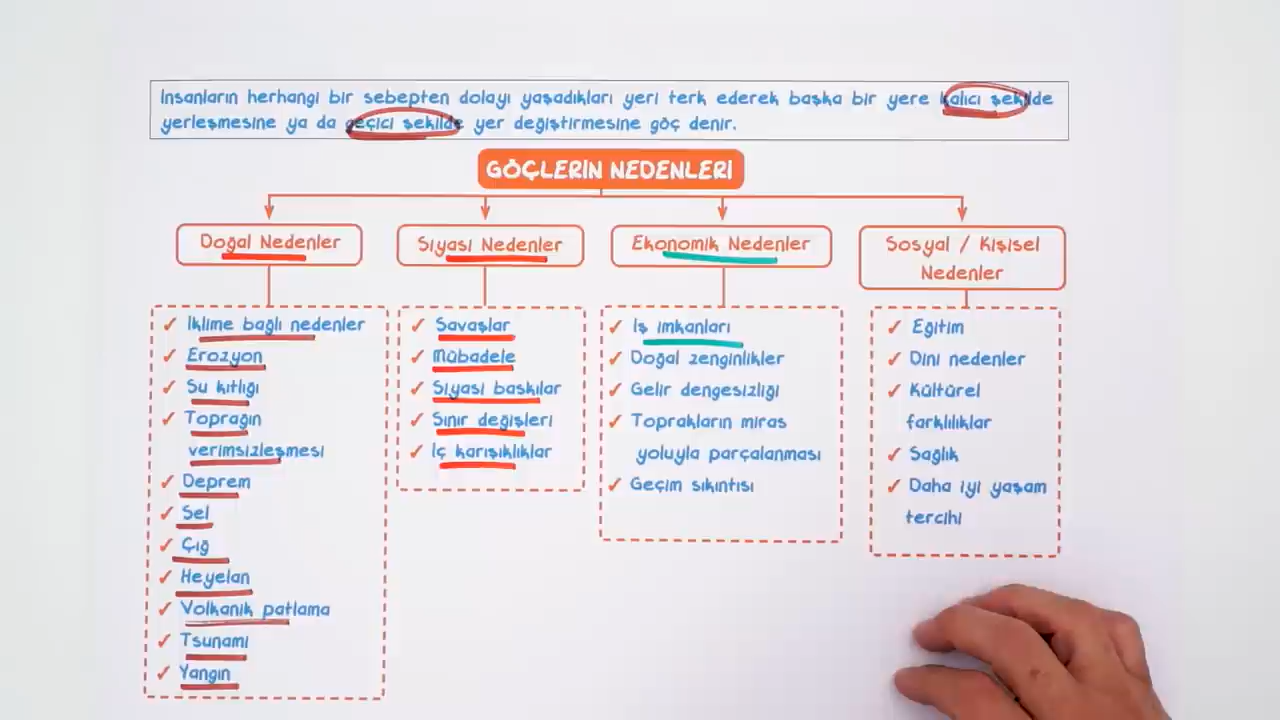 İnsanların herhangi bir sebepten dolayı yaşadıkları yeri terk ederek başka bir yere kalıcı şekilde
yerleşmesine ya da geçici şekilde yer değiştirmesine göç denir.
GÖÇLERİN NEDENLERİ
Doğal Nedenler
Siyasi Nedenler
Ekonomik Nedenler
Sosyal / Kişisel
Nedenler
✓ İklime bağlı nedenler
✓ Erozyon
✓ Su kıtlığı
✓ Toprağın
verimsizleşmesi
✓ Deprem
✓ Sel
✓ Çığ
✓ Heyelan
✓ Volkanik patlama
✓ Tsunami
✓ Yangın
✓ Savaşlar
✓ Mübadele
✓ Siyasi baskılar
✓ Sınır değişleri
✓ İç karışıklıklar
✓ İş imkanları
✓ Doğal zenginlikler
✓ Gelir dengesizliği
✓ Toprakların miras
yoluyla parçalanması
✓ Geçim sıkıntısı
✓ Eğitim
✓ Dini nedenler
✓ Kültürel
farklılıklar
✓ Sağlık
✓ Daha iyi yaşam
tercihi